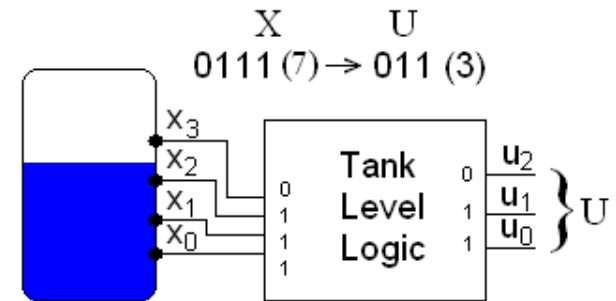 X U
0111 (7) → 011 (3)
x3
x2
x1
x0
0
1
1
1
Tank
Level
Logic
0
1
1
u2
u1
u0
} U